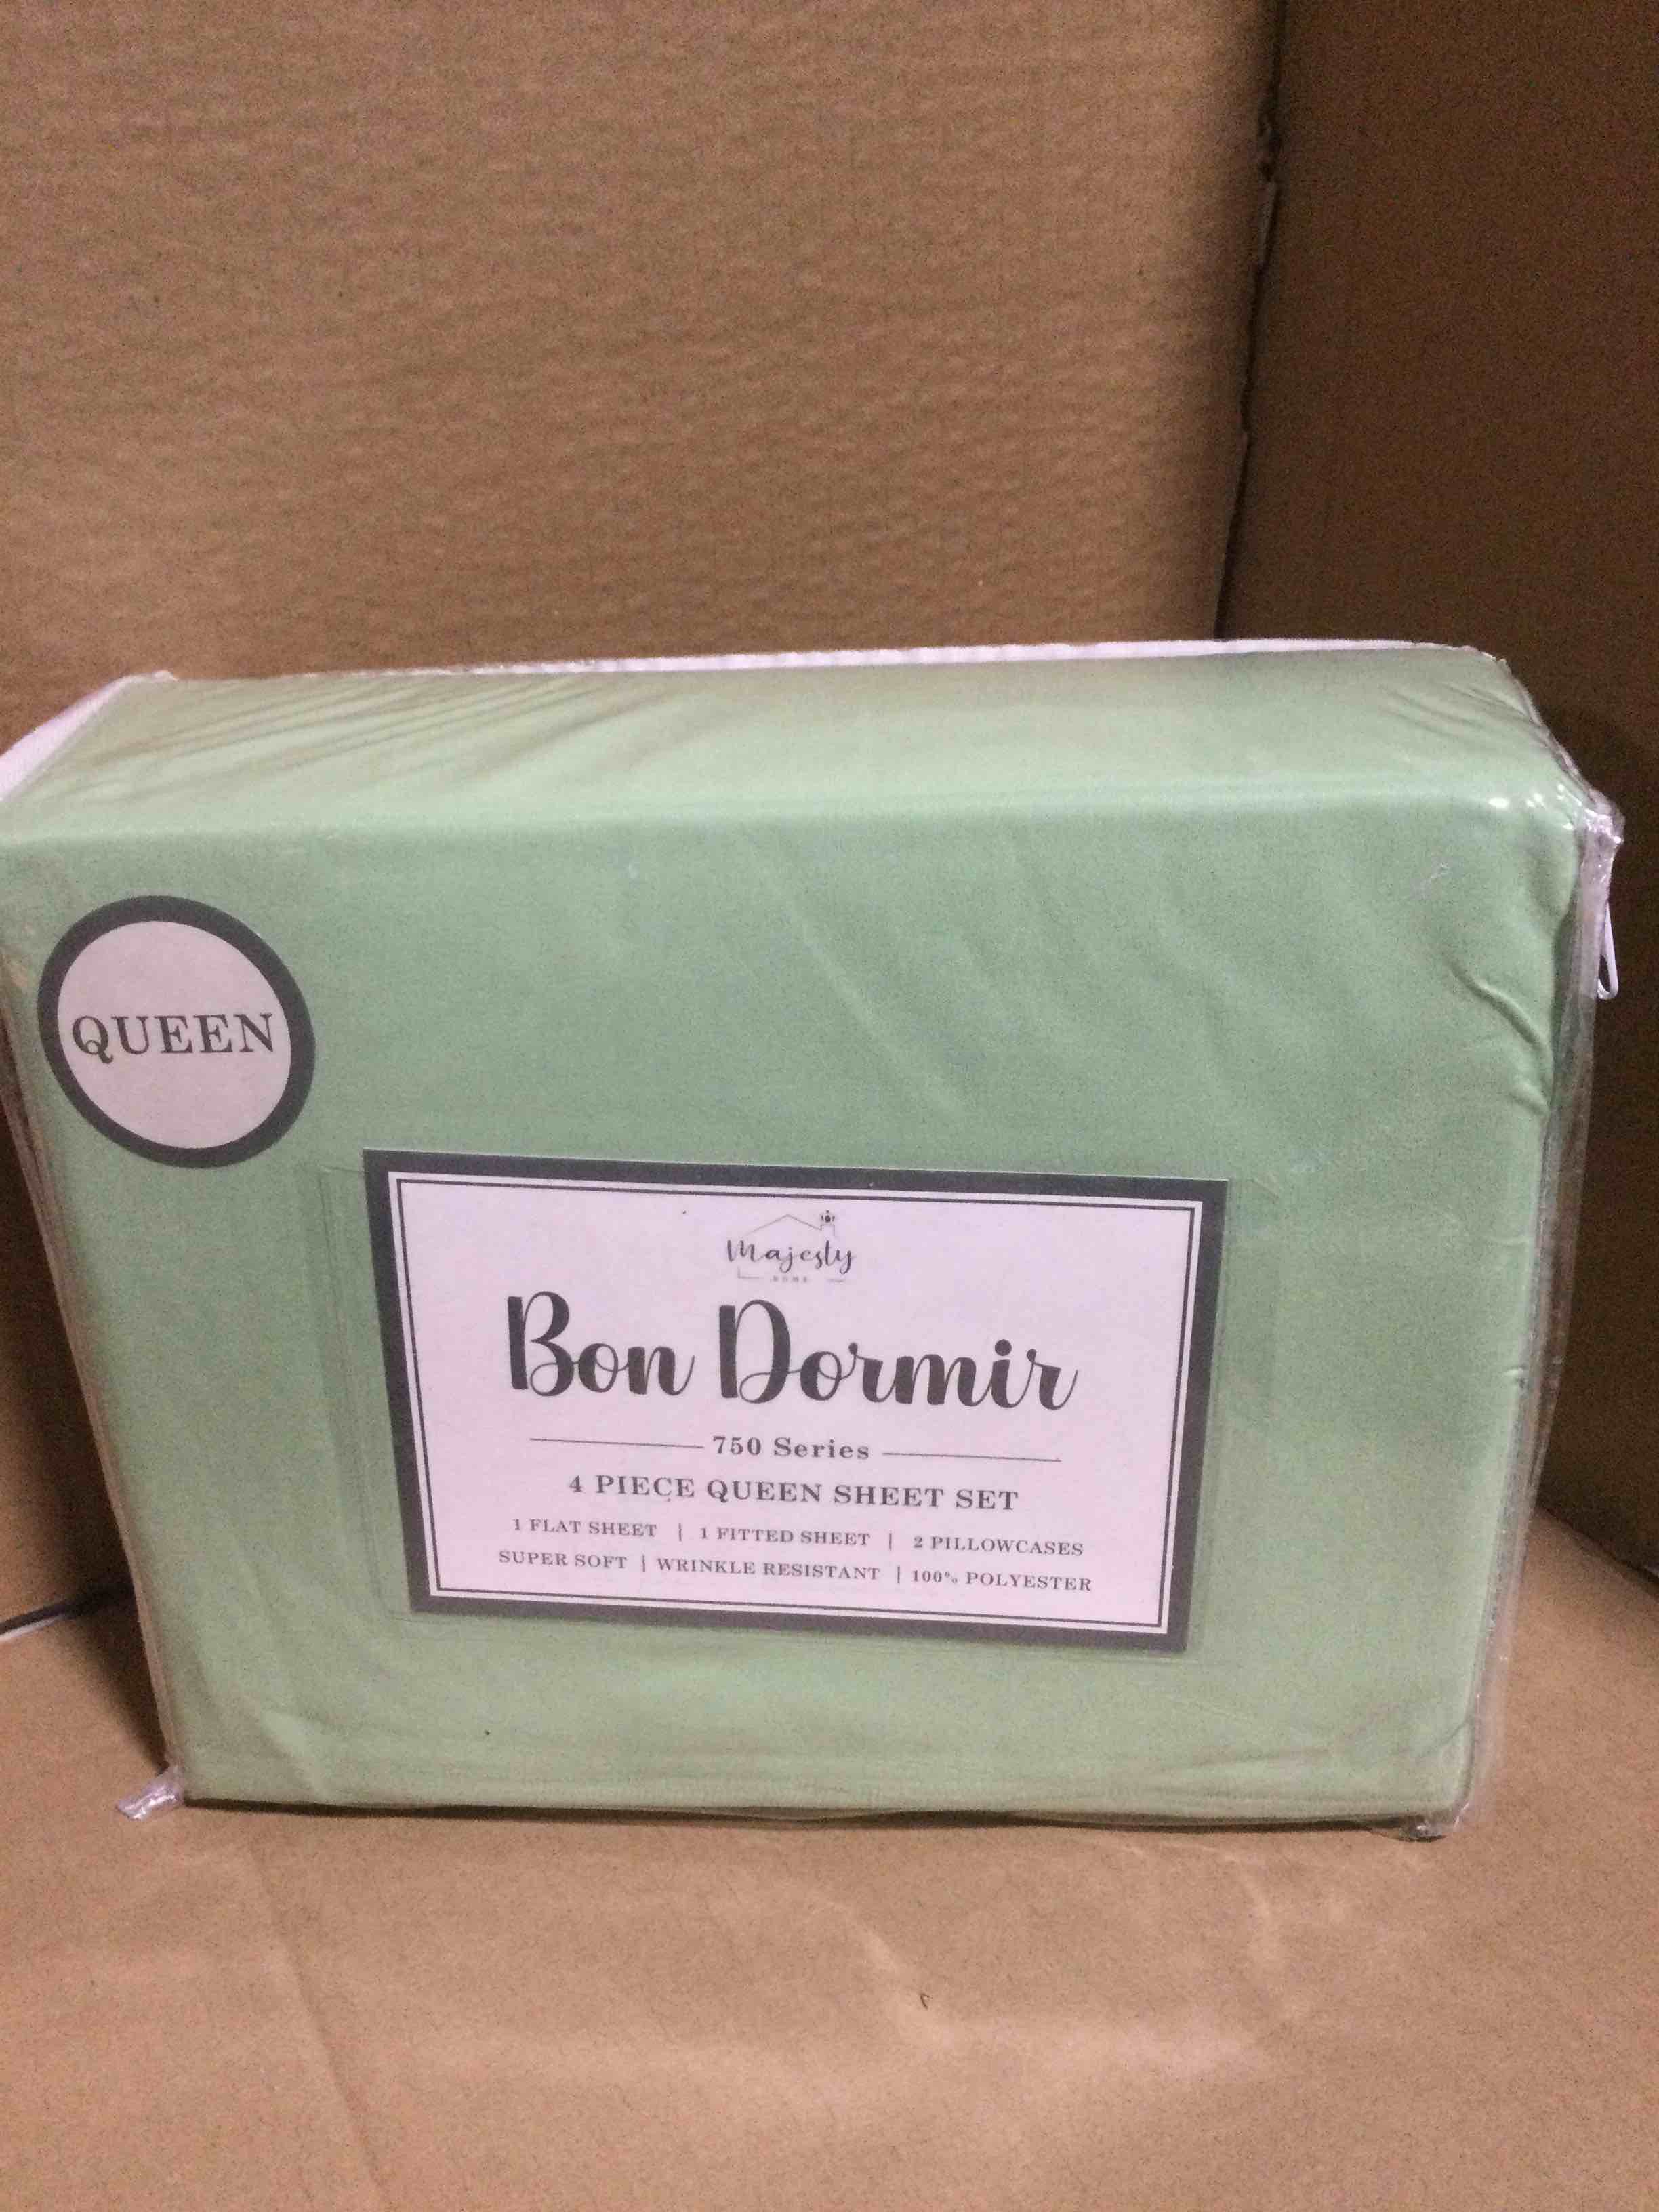 QUEEN
Majesty
HOME
Bon Dormir
750 Series
4 PIECE QUEEN SHEET SET
1 FLAT SHEET | 1 FITTED SHEET | 2 PILLOWCASES
SUPER SOFT | WRINKLE RESISTANT | 100% POLYESTER